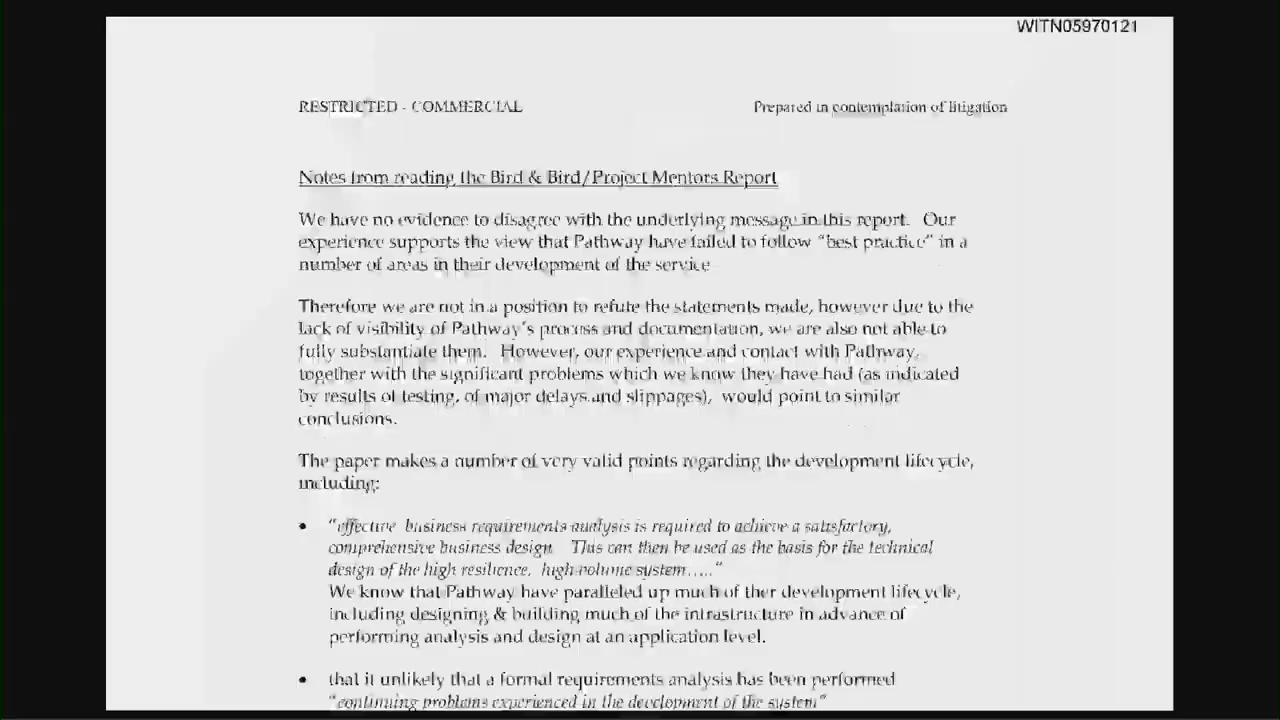 WITN05970121
RESTRICTED - COMMERCIAL
Prepared in contemplation of litigation
Notes from reading the Bird & Bird/Project Mentors Report
We have no evidence to disagree with the underlying message in this report. Our
experience supports the view that Pathway have failed to follow "best practice" in a
number of areas in their development of the service
Therefore we are not in a position to refute the statements made, however due to the
lack of visibility of Pathway's process and documentation, we are also not able to
fully substantiate them. However, our experience and contact with Pathway,
together with the significant problems which we know they have had (as indicated
by results of testing, of major delays and slippages), would point to similar
conclusions.
The paper makes a number of very valid points regarding the development lifecycle,
including:
• "effective business requirements analysis is required to achieve a satisfactory,
comprehensive business design This can then be used as the basis for the technical
design of the high resilience, high volume system....."
We know that Pathway have paralleled up much of ther development lifecycle,
including designing & building much of the intrastructure in advance of
performing analysis and design at an application level.
• that it unlikely that a formal requirements analysis has been performed
"continuing problems experienced in the development of the system"